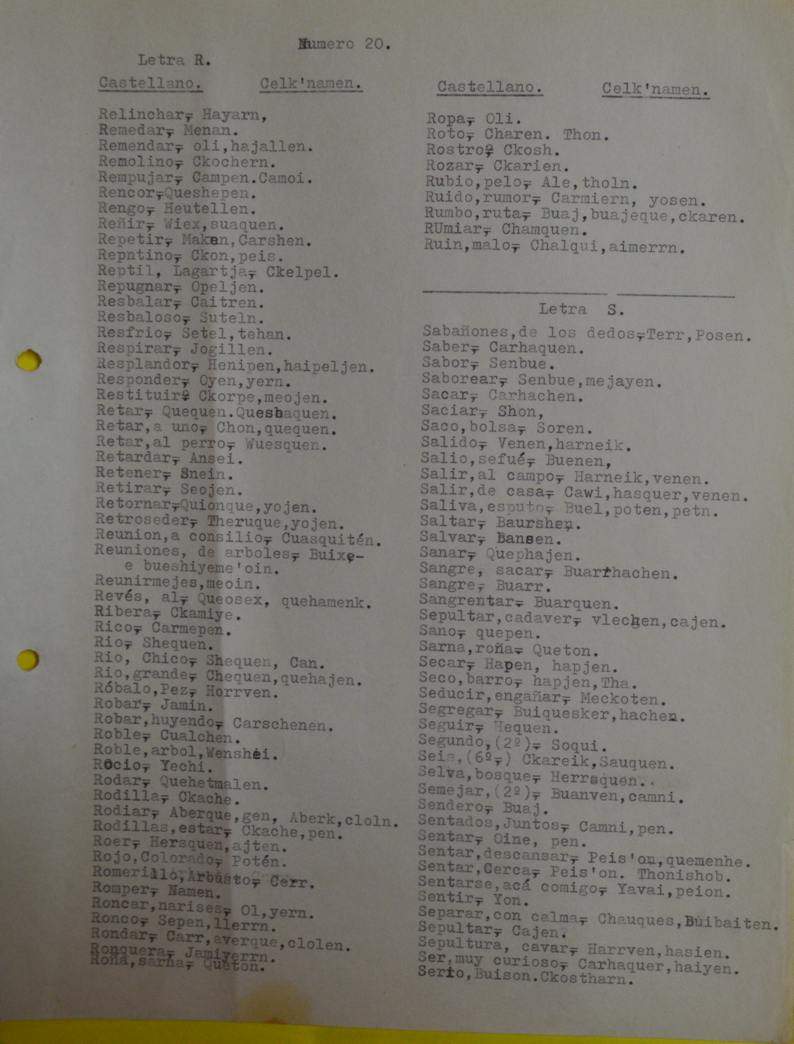 Numero 20.
Letra R.
Castellano. Celk'namen.
Relinchar, Hayarn,
Remedar, Menan.
Remendar, oli,hajallen.
Remolino, Ckochern.
Rempujar, Campen.Camoi.
Rencor, Queshepen.
Rengo, Heutellen.
Reñir, Wiex,suaquen.
Repetir, Maken,Carshen.
Repntino, Ckon,peis.
Reptil, Lagartja, Ckelpel.
Repugnar, Opeljen.
Resbalar, Caitren.
Resbaloso, Suteln.
Resfrio, Setel,tehan.
Respirar, Jogillen.
Resplandor, Henipen,haipeljen.
Responder, Oyen,yern.
Restituir, Ckorpe,meojen.
Retar, Quequen.Quesbaquen.
Retar,a uno, Chon,quequen.
Retar,al perro, Wuesquen.
Retardar, Ansei.
Retener, Snein.
Retirar, Seojen.
Retornar, Quionque,yojen.
Retroseder, Theruque,yojen.
Reunion,a consilio, Cuasquitén.
Reuniones, de arboles, Buixe-
e bueshiyeme'oin.
Reunirmejes,meoin.
Revés, al, Queosex, quehamenk.
Ribera, Ckamiye.
Rico, Carmepen.
Rio, Shequen.
Rio, Chico, Shequen, Can.
Rio,grande, Chequen,quehajen.
Róbalo,Pez, Horrven.
Robar, Jamin.
Robar,huyendo, Carschenen.
Roble, Cualchen.
Roble,arbol,Wenshei.
Rocio, Yechi.
Rodar, Quehetmalen.
Rodilla, Ckache.
Rodiar, Aberque,gen, Aberk,cloln.
Rodillas,estar, Ckache,pen.
Roer, Hersquen,ajten.
Rojo,Colorado, Potén.
Romerillo,Arbusto, Cerr.
Romper, Namen.
Roncar,narises, Ol,yern.
Ronco, Sepen,llerrn.
Rondar, Carr,averque,clolen.
Ronquera, Jamiyerrn.
Roña,sarna, Queton.
Castellano. Celk'namen.
Ropa, Oli.
Roto, Charen. Thon.
Rostro, Ckosh.
Rozar, Ckarien.
Rubio,pelo, Ale,tholn.
Ruido,rumor, Carmiern, yosen.
Rumbo,ruta, Buaj,buajeque,ckaren.
RUmiar, Chamquen.
Ruin,malo, Chalqui,aimerrn.
Letra S.
Sabañones,de los dedos, Terr,Posen.
Saber, Carhaquen.
Sabor, Senbue.
Saborear, Senbue,mejayen.
Sacar, Carhachen.
Saciar, Shon,
Saco,bolsa, Soren.
Salido, Venen,harneik.
Salio,sefué, Buenen,
Salir,al campo, Harneik,venen.
Salir,de casa, Cawi,hasquer,venen.
Saliva,esputo, Buel,poten,petn.
Saltar, Baurshen.
Salvar, Bansen.
Sanar, Quephajen.
Sangre, sacar, Buarrhachen.
Sangre, Buarr.
Sangrentar, Buarquen.
Sepultar,cadaver, vlechen,cajen.
Sano, quepen.
Sarna,roña, Queton.
Secar, Hapen, hapjen.
Seco,barro, hapjen,Tha.
Seducir,engañar, Meckoten.
Segregar, Buiquesker,hachen.
Seguir, Hequen.
Segundo,(2º), Soqui.
Seis,(6º,) Ckareik,Sauquen.
Selva,bosque, Herrsquen..
Semejar,(2º), Buanven,camni.
Sendero, Buaj.
Sentados,Juntos, Camni,pen.
Sentar, Oine, pen.
Sentar,descansar, Peis'on,quemenhe.
Sentar,Cerca, Peis'on. Thonishob.
Sentarse,acá comigo, Yavai,peion.
Sentir, Yon.
Separar,con calma, Chauques,Buibaiten.
Sepultar, Cajen.
Sepultura, cavar, Harrven,hasien.
Ser,muy curioso, Carhaquer,haiyen.
Serio,Buison.Ckostharn.